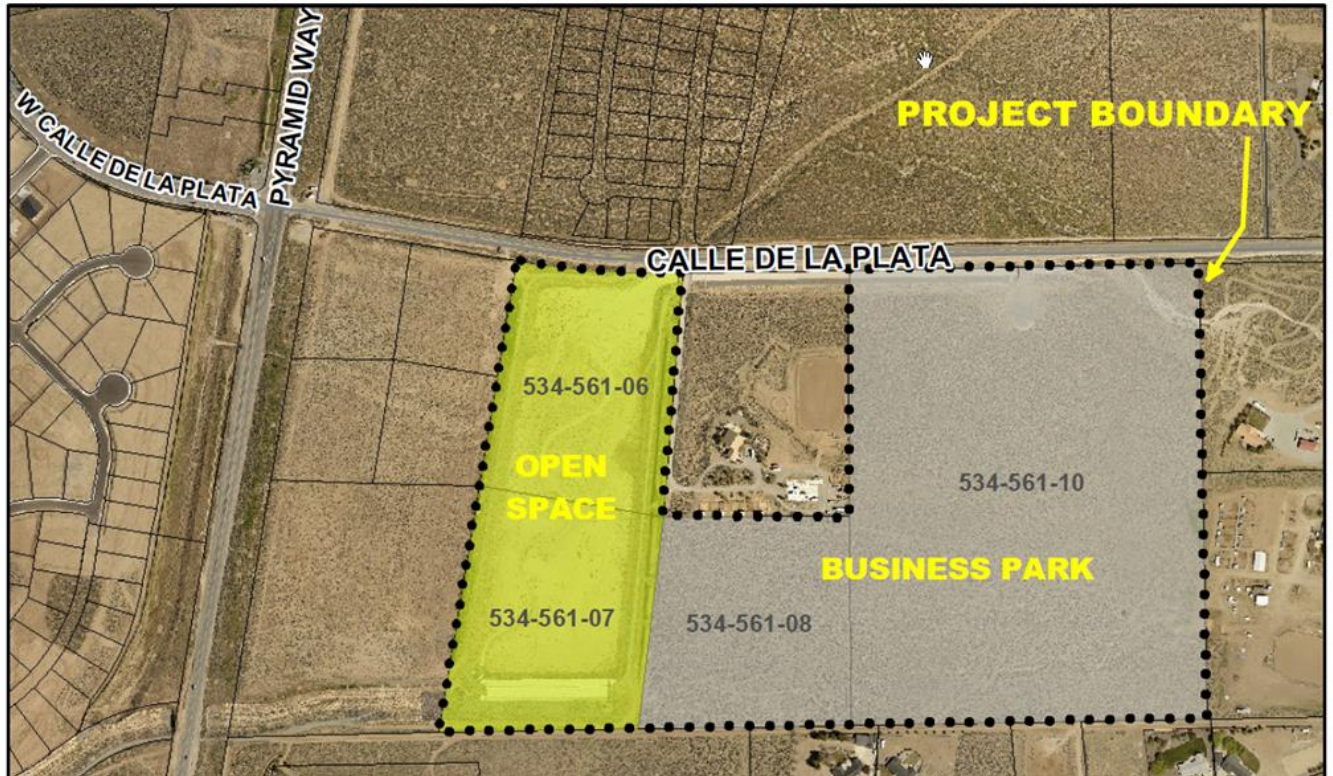 PYRAMID WAY
W CALLE DE LA PLATA
PROJECT BOUNDARY
CALLE DE LA PLATA
534-561-06
OPEN
SPACE
534-561-10
BUSINESS PARK
534-561-07
534-561-08